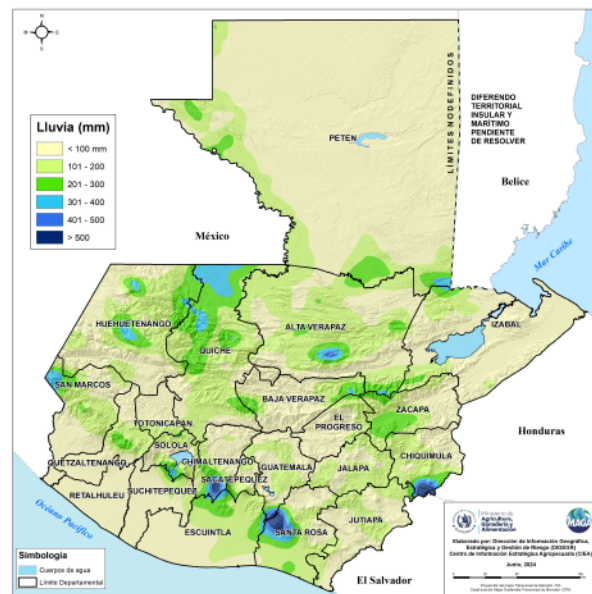 N
E
S
Lluvia (mm)
< 100 mm
101 - 200
201 - 300
301 - 400
401 - 500
> 500
PETEN
LÍMITES NO DEFINIDOS
DIFERENDO
TERRITORIAL
INSULAR Y
MARÍTIMO
PENDIENTE
DE RESOLVER
Belice
México
Mar Caribe
HUEHUETENANGO
QUICHE
ALTA VERAPAZ
IZABAL
SAN MARCOS
BAJA VERAPAZ
ZACAPA
TOTONICAPAN
EL
PROGRESO
Honduras
SOLOLA
QUETZALTENANGO
CHIMALTENANGO
GUATEMALA
JALAPA
CHIQUIMULA
SACATEPEQUEZ
RETALHULEU
SUCHITEPEQUEZ
Océano Pacífico
ESCUINTLA
SANTA ROSA
JUTIAPA
Ministerio de
Agricultura,
Ganadería y
Alimentación
MAGA
Elaborado por: Dirección de Información Geográfica,
Estratégica y Gestión de Riesgo (DIGEGR)
Centro de Información Estratégica Agropecuaria (CIEA)
Junio, 2024
El Salvador
Simbología
Cuerpos de agua
Límite Departamental